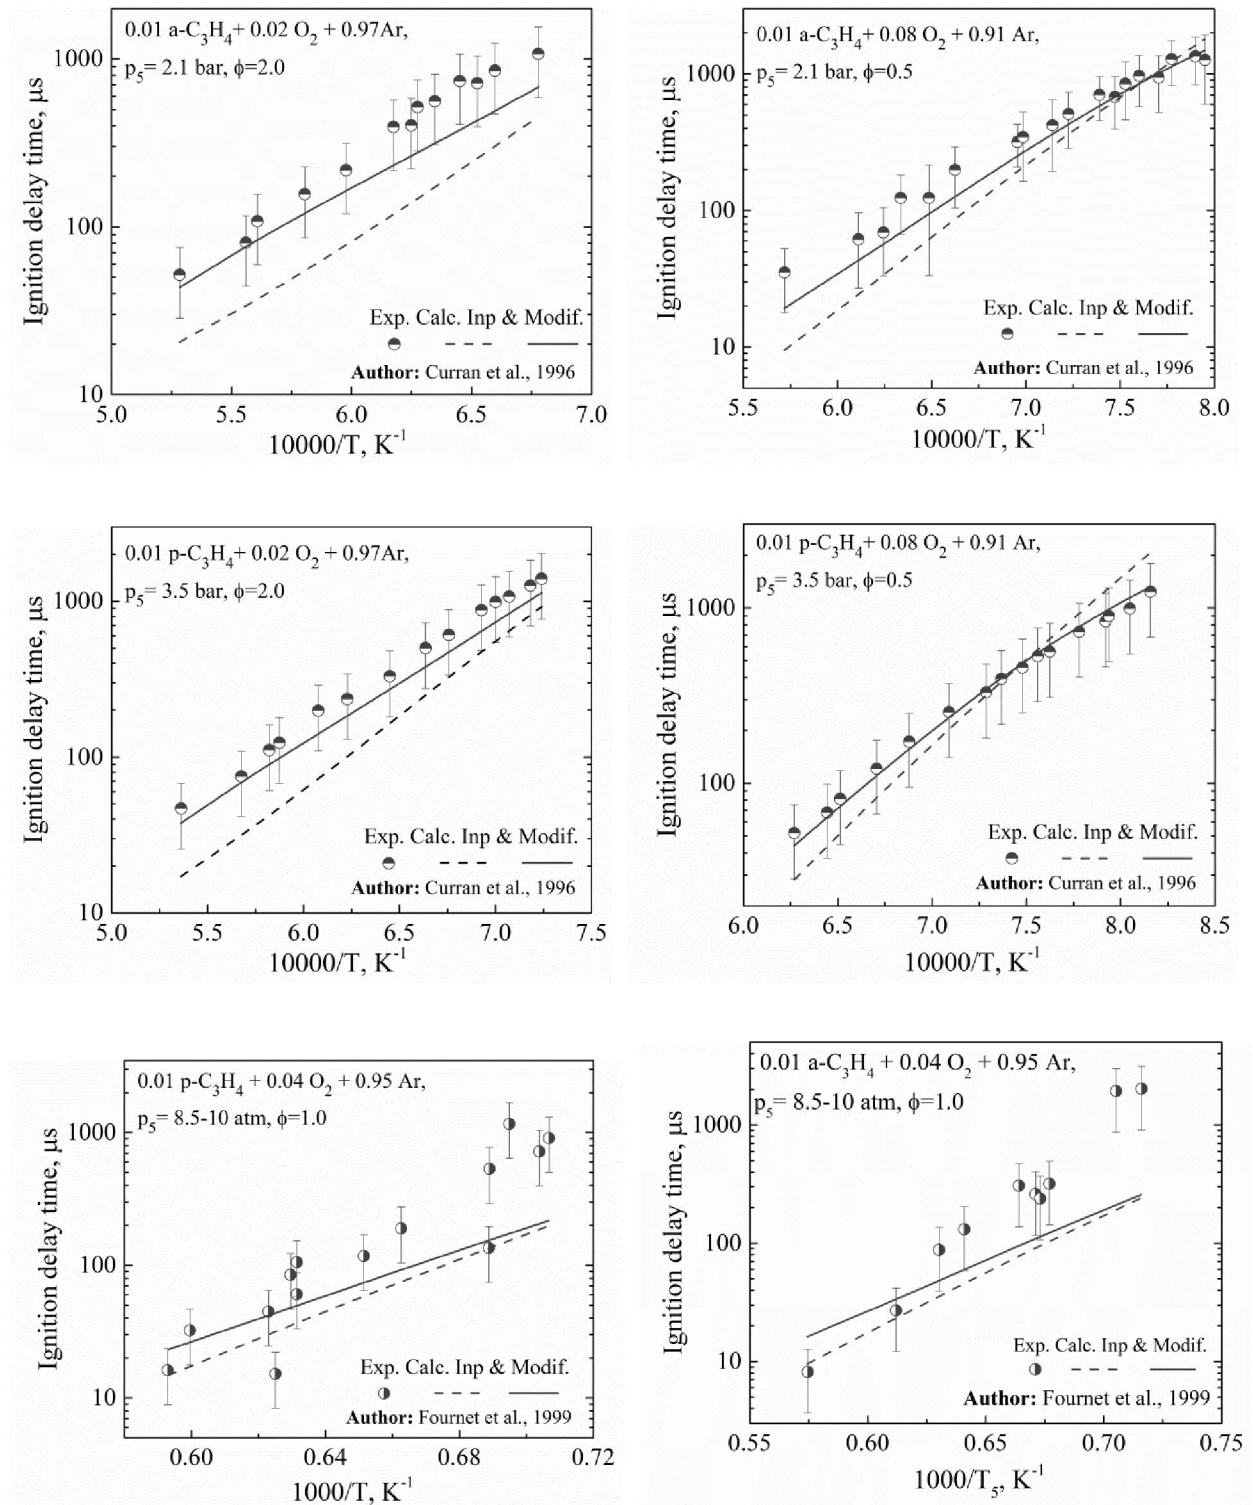 0.01 a-C₃H₄+ 0.02 O₂ + 0.97Ar,
p₅= 2.1 bar, ϕ=2.0
1000
100
10
Ignition delay time, μs
Exp. Calc. Inp & Modif.
Author: Curran et al., 1996
5.0 5.5 6.0 6.5 7.0
10000/T, K⁻¹
0.01 a-C₃H₄+ 0.08 O₂ + 0.91 Ar,
p₅= 2.1 bar, ϕ=0.5
1000
100
10
Ignition delay time, μs
Exp. Calc. Inp & Modif.
Author: Curran et al., 1996
5.5 6.0 6.5 7.0 7.5 8.0
10000/T, K⁻¹
0.01 p-C₃H₄+ 0.02 O₂ + 0.97Ar,
p₅= 3.5 bar, ϕ=2.0
1000
100
10
Ignition delay time, μs
Exp. Calc. Inp & Modif.
Author: Curran et al., 1996
5.0 5.5 6.0 6.5 7.0 7.5
10000/T, K⁻¹
0.01 p-C₃H₄+ 0.08 O₂ + 0.91 Ar,
p₅= 3.5 bar, ϕ=0.5
1000
100
Ignition delay time, μs
Exp. Calc. Inp & Modif.
Author: Curran et al., 1996
6.0 6.5 7.0 7.5 8.0 8.5
10000/T, K⁻¹
0.01 p-C₃H₄ + 0.04 O₂ + 0.95 Ar,
p₅= 8.5-10 atm, ϕ=1.0
1000
100
10
Ignition delay time, μs
Exp. Calc. Inp & Modif.
Author: Fournet et al., 1999
0.60 0.64 0.68 0.72
1000/T, K⁻¹
0.01 a-C₃H₄ + 0.04 O₂ + 0.95 Ar,
p₅= 8.5-10 atm, ϕ=1.0
1000
100
10
Ignition delay time, μs
Exp. Calc. Inp & Modif.
Author: Fournet et al., 1999
0.55 0.60 0.65 0.70 0.75
1000/T₅, K⁻¹